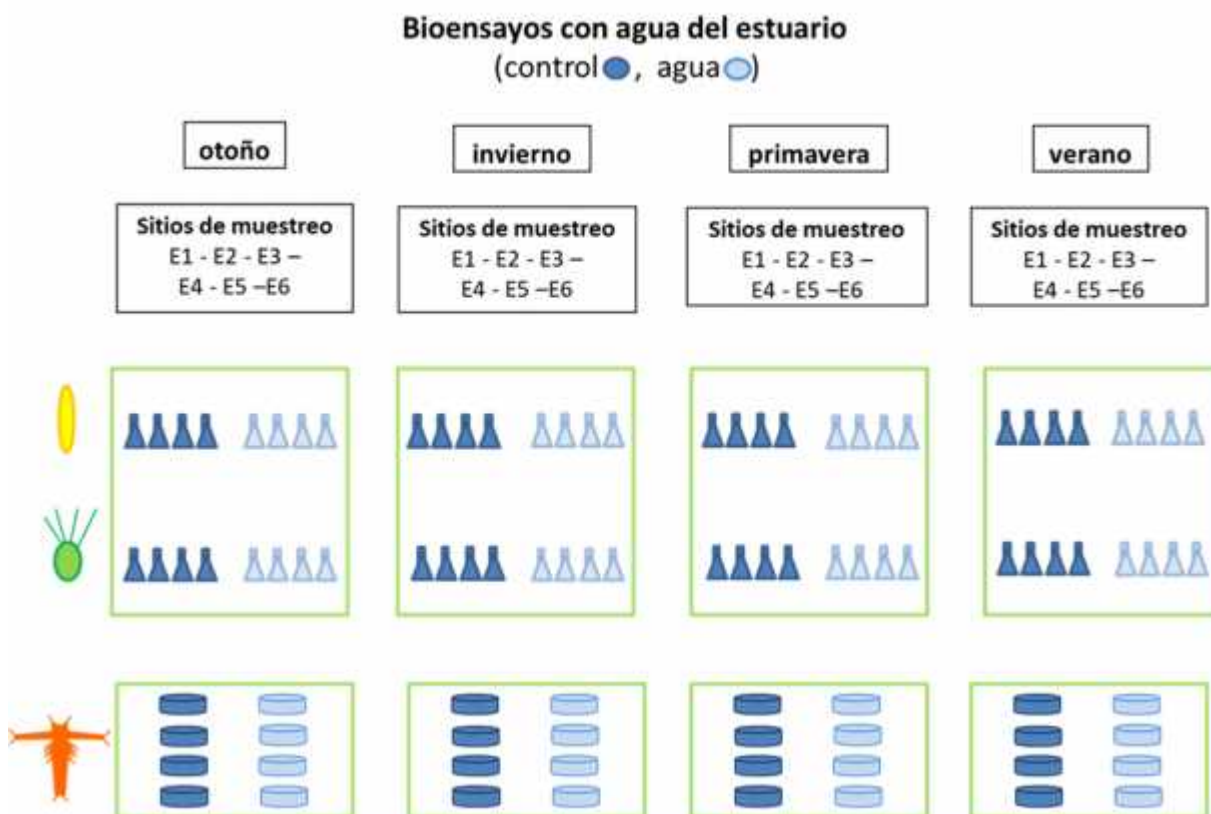 Bioensayos con agua del estuario
(control , agua )
otoño
invierno
primavera
verano
Sitios de muestreo
E1 - E2 - E3 –
E4 - E5 –E6
Sitios de muestreo
E1 - E2 - E3 –
E4 - E5 –E6
Sitios de muestreo
E1 - E2 - E3 –
E4 - E5 –E6
Sitios de muestreo
E1 - E2 - E3 –
E4 - E5 –E6